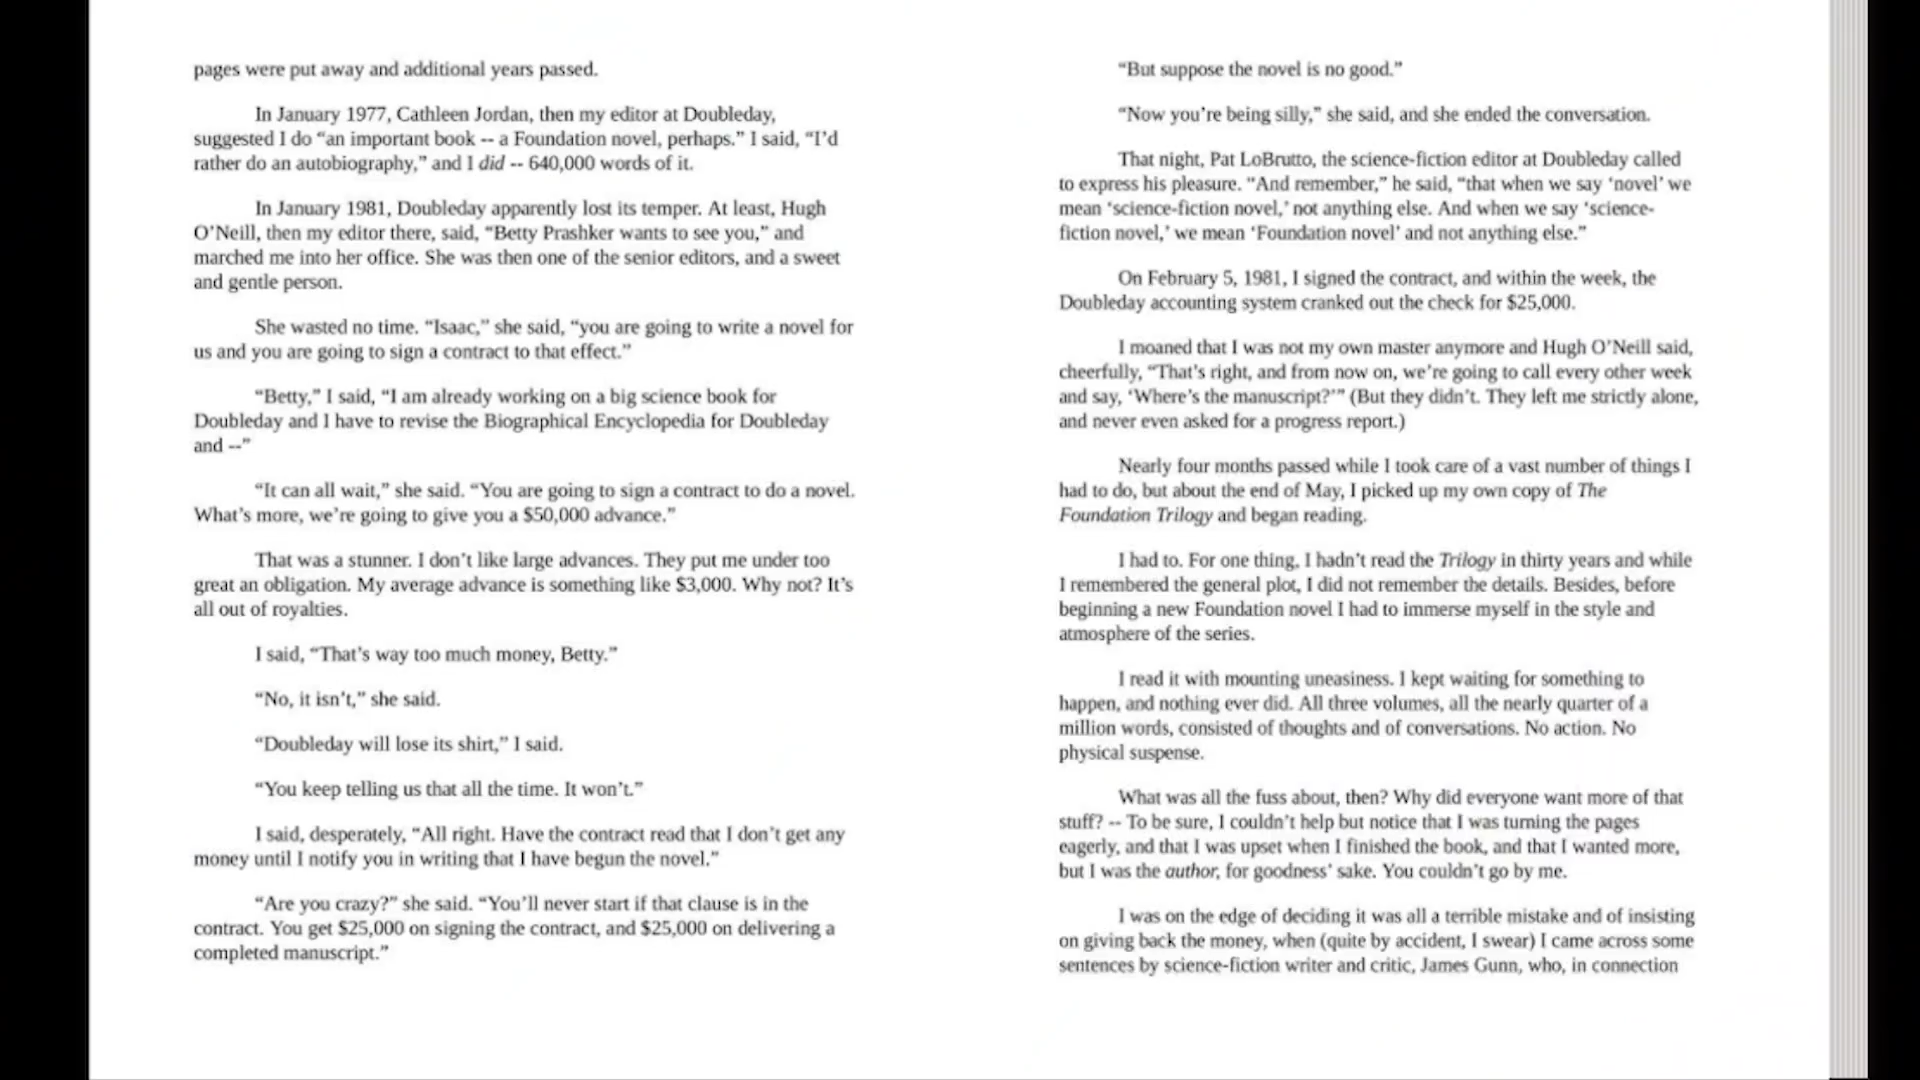 pages were put away and additional years passed.
In January 1977, Cathleen Jordan, then my editor at Doubleday,
suggested I do “an important book -- a Foundation novel, perhaps.” I said, “I’d
rather do an autobiography,” and I did -- 640,000 words of it.
In January 1981, Doubleday apparently lost its temper. At least, Hugh
O’Neill, then my editor there, said, “Betty Prashker wants to see you,” and
marched me into her office. She was then one of the senior editors, and a sweet
and gentle person.
She wasted no time. “Isaac,” she said, “you are going to write a novel for
us and you are going to sign a contract to that effect.”
“Betty,” I said, “I am already working on a big science book for
Doubleday and I have to revise the Biographical Encyclopedia for Doubleday
and --”
“It can all wait,” she said. “You are going to sign a contract to do a novel.
What’s more, we’re going to give you a $50,000 advance.”
That was a stunner. I don’t like large advances. They put me under too
great an obligation. My average advance is something like $3,000. Why not? It’s
all out of royalties.
I said, “That’s way too much money, Betty.”
“No, it isn’t,” she said.
“Doubleday will lose its shirt,” I said.
“You keep telling us that all the time. It won’t.”
I said, desperately, “All right. Have the contract read that I don’t get any
money until I notify you in writing that I have begun the novel.”
“Are you crazy?” she said. “You’ll never start if that clause is in the
contract. You get $25,000 on signing the contract, and $25,000 on delivering a
completed manuscript.”
“But suppose the novel is no good.”
“Now you’re being silly,” she said, and she ended the conversation.
That night, Pat LoBrutto, the science-fiction editor at Doubleday called
to express his pleasure. “And remember,” he said, “that when we say ‘novel’ we
mean ‘science-fiction novel,’ not anything else. And when we say ‘science-
fiction novel,’ we mean ‘Foundation novel’ and not anything else.”
On February 5, 1981, I signed the contract, and within the week, the
Doubleday accounting system cranked out the check for $25,000.
I moaned that I was not my own master anymore and Hugh O’Neill said,
cheerfully, “That’s right, and from now on, we’re going to call every other week
and say, ‘Where’s the manuscript?’” (But they didn’t. They left me strictly alone,
and never even asked for a progress report.)
Nearly four months passed while I took care of a vast number of things I
had to do, but about the end of May, I picked up my own copy of The
Foundation Trilogy and began reading.
I had to. For one thing, I hadn’t read the Trilogy in thirty years and while
I remembered the general plot, I did not remember the details. Besides, before
beginning a new Foundation novel I had to immerse myself in the style and
atmosphere of the series.
I read it with mounting uneasiness. I kept waiting for something to
happen, and nothing ever did. All three volumes, all the nearly quarter of a
million words, consisted of thoughts and of conversations. No action. No
physical suspense.
What was all the fuss about, then? Why did everyone want more of that
stuff? -- To be sure, I couldn’t help but notice that I was turning the pages
eagerly, and that I was upset when I finished the book, and that I wanted more,
but I was the author, for goodness’ sake. You couldn’t go by me.
I was on the edge of deciding it was all a terrible mistake and of insisting
on giving back the money, when (quite by accident, I swear) I came across some
sentences by science-fiction writer and critic, James Gunn, who, in connection